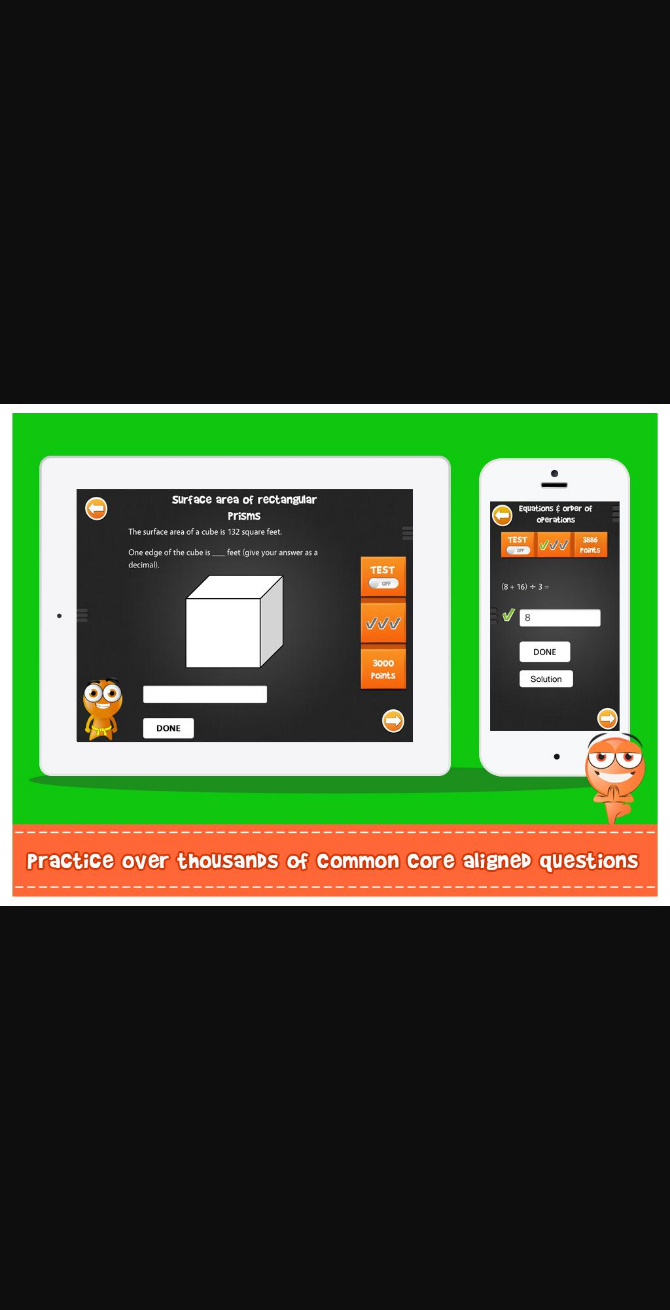 Surface area of rectangular
Prisms
The surface area of a cube is 132 square feet.
One edge of the cube is ___ feet (give your answer as a
decimal).
TEST
OFF
3000
Points
DONE
Equations & order of
operations
TEST
OFF
3886
Points
(8 + 16) ÷ 3 =
8
DONE
Solution
Practice over thousands of Common Core aligned questions